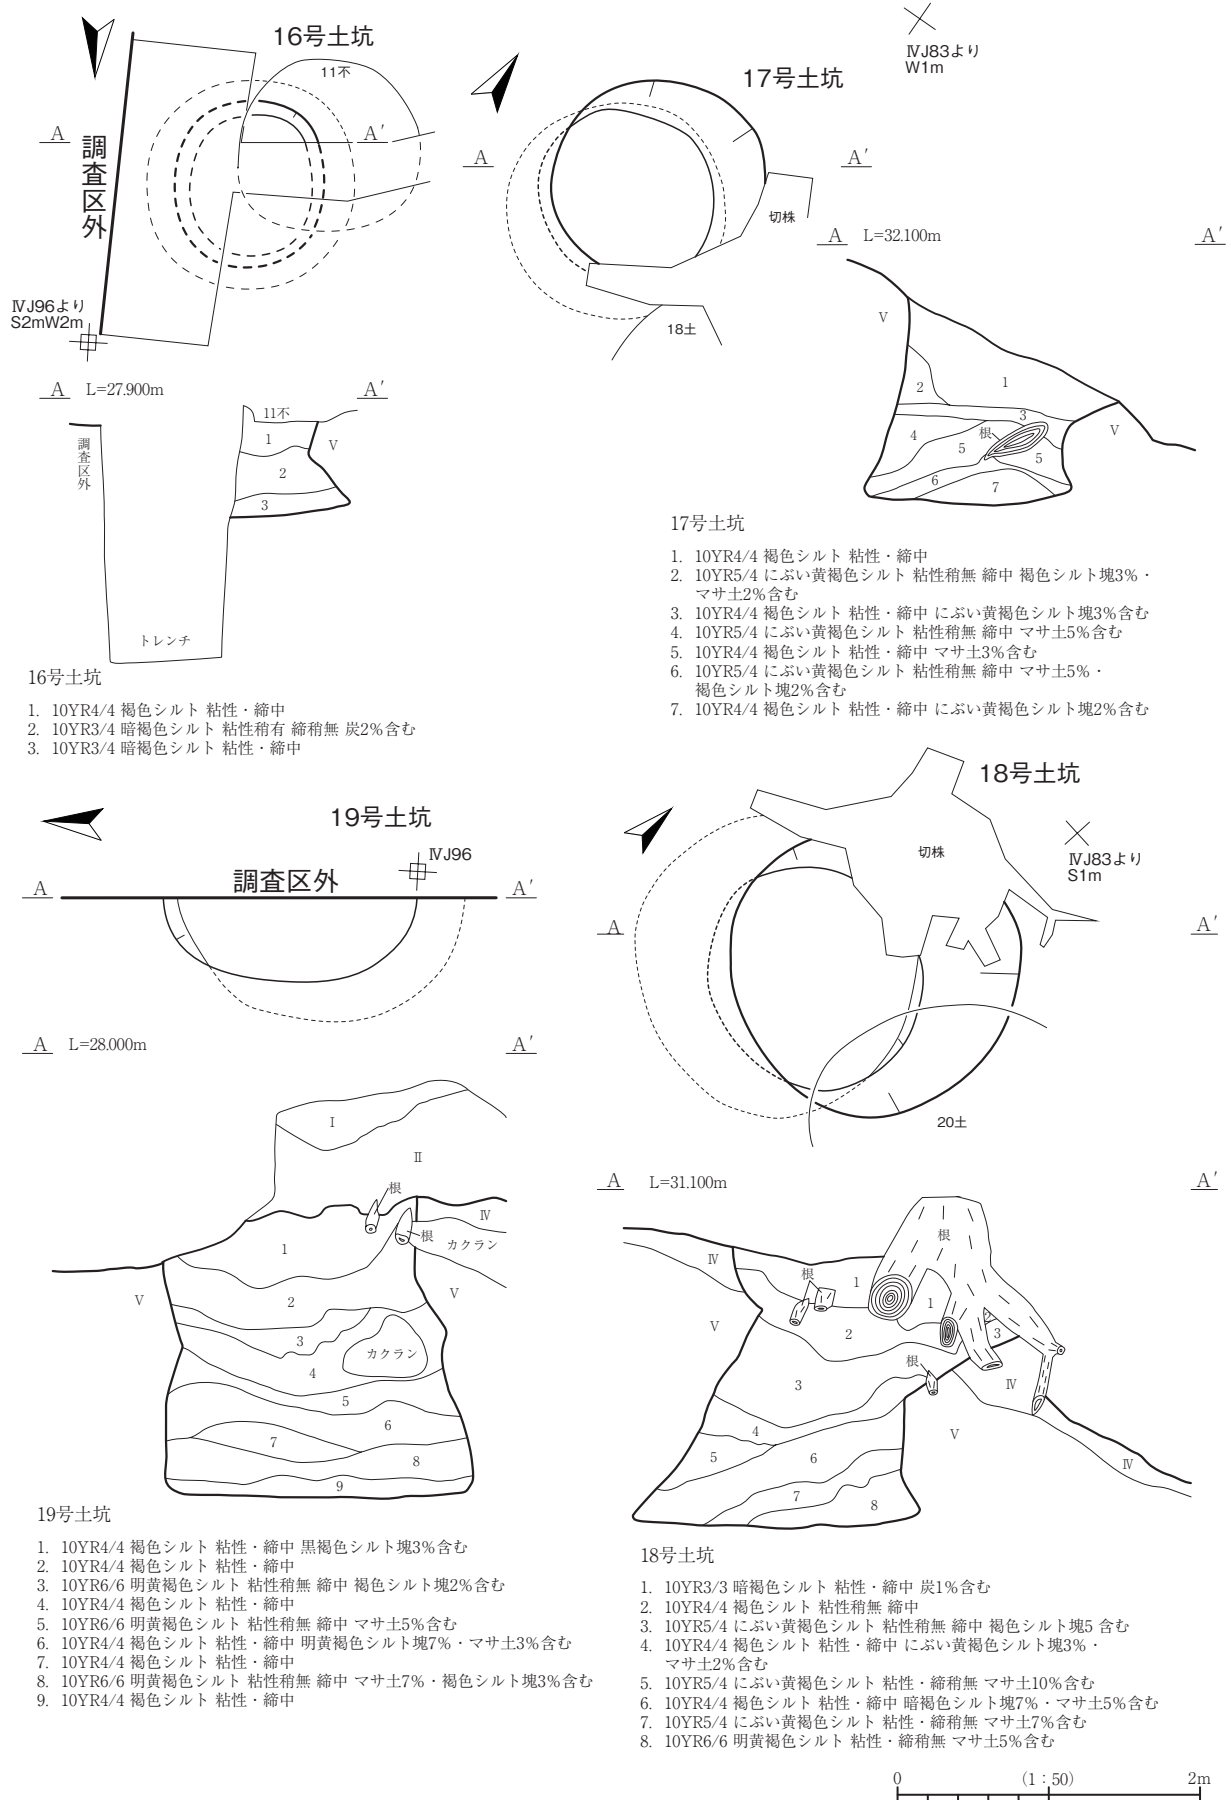 16号土坑
11不
A
A′
調査区外
ⅣJ96より
S2mW2m
A L=27.900m A′
11不
1
V
2
3
調査区外
トレンチ
16号土坑
1. 10YR4/4 褐色シルト 粘性・締中
2. 10YR3/4 暗褐色シルト 粘性稍有 締稍無 炭2%含む
3. 10YR3/4 暗褐色シルト 粘性・締中
17号土坑
ⅣJ83より
W1m
A
A′
切株
18土
A L=32.100m A′
V
1
2
3
根
4
5
5
6
7
V
17号土坑
1. 10YR4/4 褐色シルト 粘性・締中
2. 10YR5/4 にぶい黄褐色シルト 粘性稍無 締中 褐色シルト塊3%・
マサ土2%含む
3. 10YR4/4 褐色シルト 粘性・締中 にぶい黄褐色シルト塊3%含む
4. 10YR5/4 にぶい黄褐色シルト 粘性稍無 締中 マサ土5%含む
5. 10YR4/4 褐色シルト 粘性・締中 マサ土3%含む
6. 10YR5/4 にぶい黄褐色シルト 粘性稍無 締中 マサ土5%・
褐色シルト塊2%含む
7. 10YR4/4 褐色シルト 粘性・締中 にぶい黄褐色シルト塊2%含む
19号土坑
ⅣJ96
A 調査区外 A′
A L=28.000m A′
Ⅰ
Ⅱ
根
Ⅳ
根
カクラン
1
V
V
2
3
カクラン
4
5
6
7
8
9
19号土坑
1. 10YR4/4 褐色シルト 粘性・締中 黒褐色シルト塊3%含む
2. 10YR4/4 褐色シルト 粘性・締中
3. 10YR6/6 明黄褐色シルト 粘性稍無 締中 褐色シルト塊2%含む
4. 10YR4/4 褐色シルト 粘性・締中
5. 10YR6/6 明黄褐色シルト 粘性稍無 締中 マサ土5%含む
6. 10YR4/4 褐色シルト 粘性・締中 明黄褐色シルト塊7%・マサ土3%含む
7. 10YR4/4 褐色シルト 粘性・締中
8. 10YR6/6 明黄褐色シルト 粘性稍無 締中 マサ土7%・褐色シルト塊3%含む
9. 10YR4/4 褐色シルト 粘性・締中
18号土坑
切株
ⅣJ83より
S1m
A
A′
20土
A L=31.100m A′
根
Ⅳ
根
1
1
V
2
2
3
根
3
Ⅳ
4
V
5
6
Ⅳ
7
8
18号土坑
1. 10YR3/3 暗褐色シルト 粘性・締中 炭1%含む
2. 10YR4/4 褐色シルト 粘性稍無 締中
3. 10YR5/4 にぶい黄褐色シルト 粘性稍無 締中 褐色シルト塊5 含む
4. 10YR4/4 褐色シルト 粘性・締中 にぶい黄褐色シルト塊3%・
マサ土2%含む
5. 10YR5/4 にぶい黄褐色シルト 粘性・締稍無 マサ土10%含む
6. 10YR4/4 褐色シルト 粘性・締中 暗褐色シルト塊7%・マサ土5%含む
7. 10YR5/4 にぶい黄褐色シルト 粘性・締稍無 マサ土7%含む
8. 10YR6/6 明黄褐色シルト 粘性・締稍無 マサ土5%含む
0 (1:50) 2m